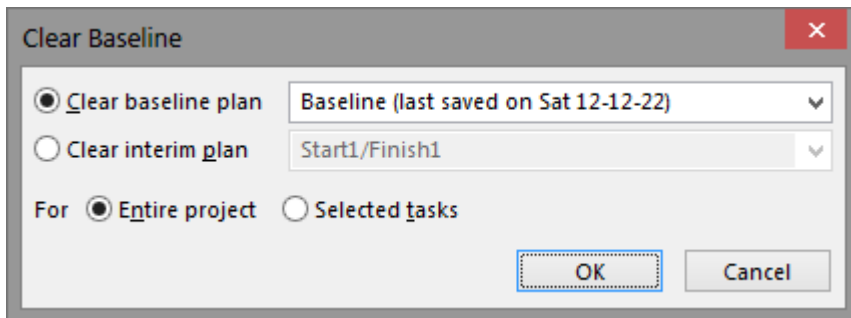 Clear Baseline
Clear baseline plan Baseline (last saved on Sat 12-12-22)
Clear interim plan Start1/Finish1
For Entire project Selected tasks
OK Cancel